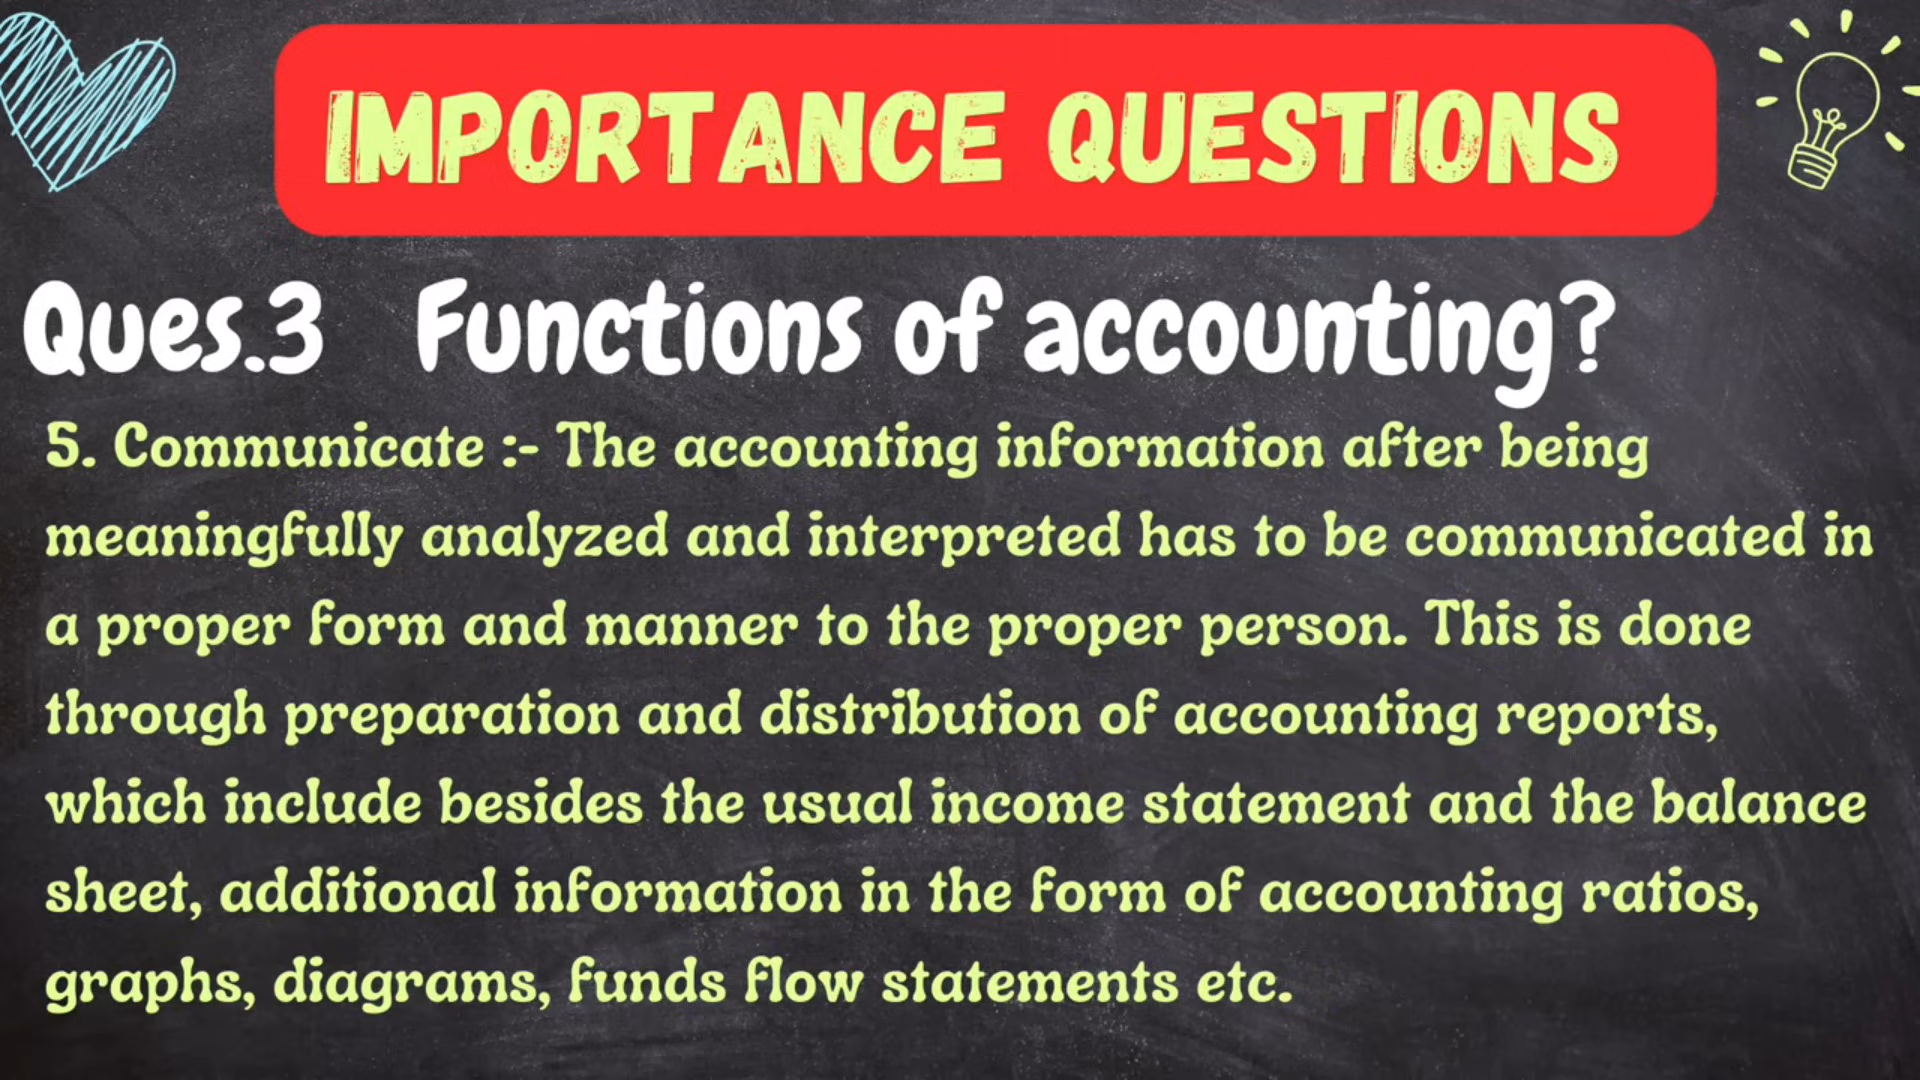 IMPORTANCE QUESTIONS
Ques.3 Functions of accounting?
5. Communicate :- The accounting information after being
meaningfully analyzed and interpreted has to be communicated in
a proper form and manner to the proper person. This is done
through preparation and distribution of accounting reports,
which include besides the usual income statement and the balance
sheet, additional information in the form of accounting ratios,
graphs, diagrams, funds flow statements etc.